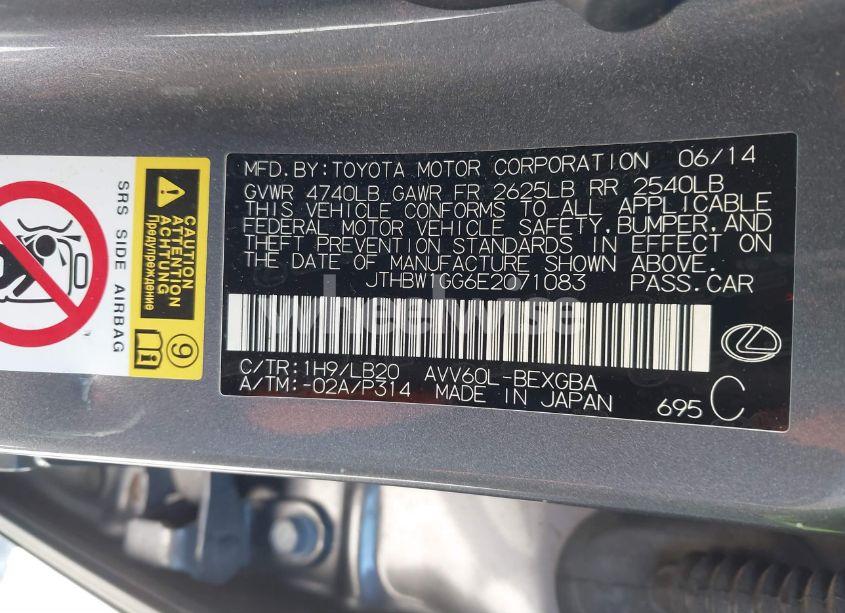 MFD.BY:TOYOTA MOTOR CORPORATION 06/14
GVWR 4740LB GAWR FR 2625LB RR 2540LB
THIS VEHICLE CONFORMS TO ALL APPLICABLE
FEDERAL MOTOR VEHICLE SAFETY,BUMPER,AND
THEFT PREVENTION STANDARDS IN EFFECT ON
THE DATE OF MANUFACTURE SHOWN ABOVE.
JTHBW1GG6E2071083 PASS.CAR
C/TR:1H9/LB20 AVV60L-BEXGBA
A/TM:-02A/P314 MADE IN JAPAN 695 C
SRS SIDE AIRBAG
CAUTION
ATTENTION
ACHTUNG
Предупреждение
9
wheelwise